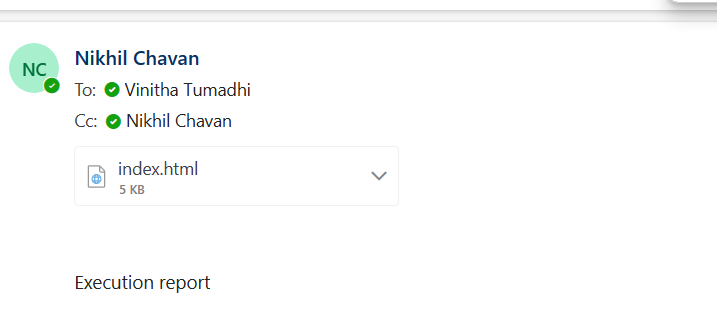 NC
Nikhil Chavan
To: Vinitha Tumadhi
Cc: Nikhil Chavan
index.html
5 KB
Execution report